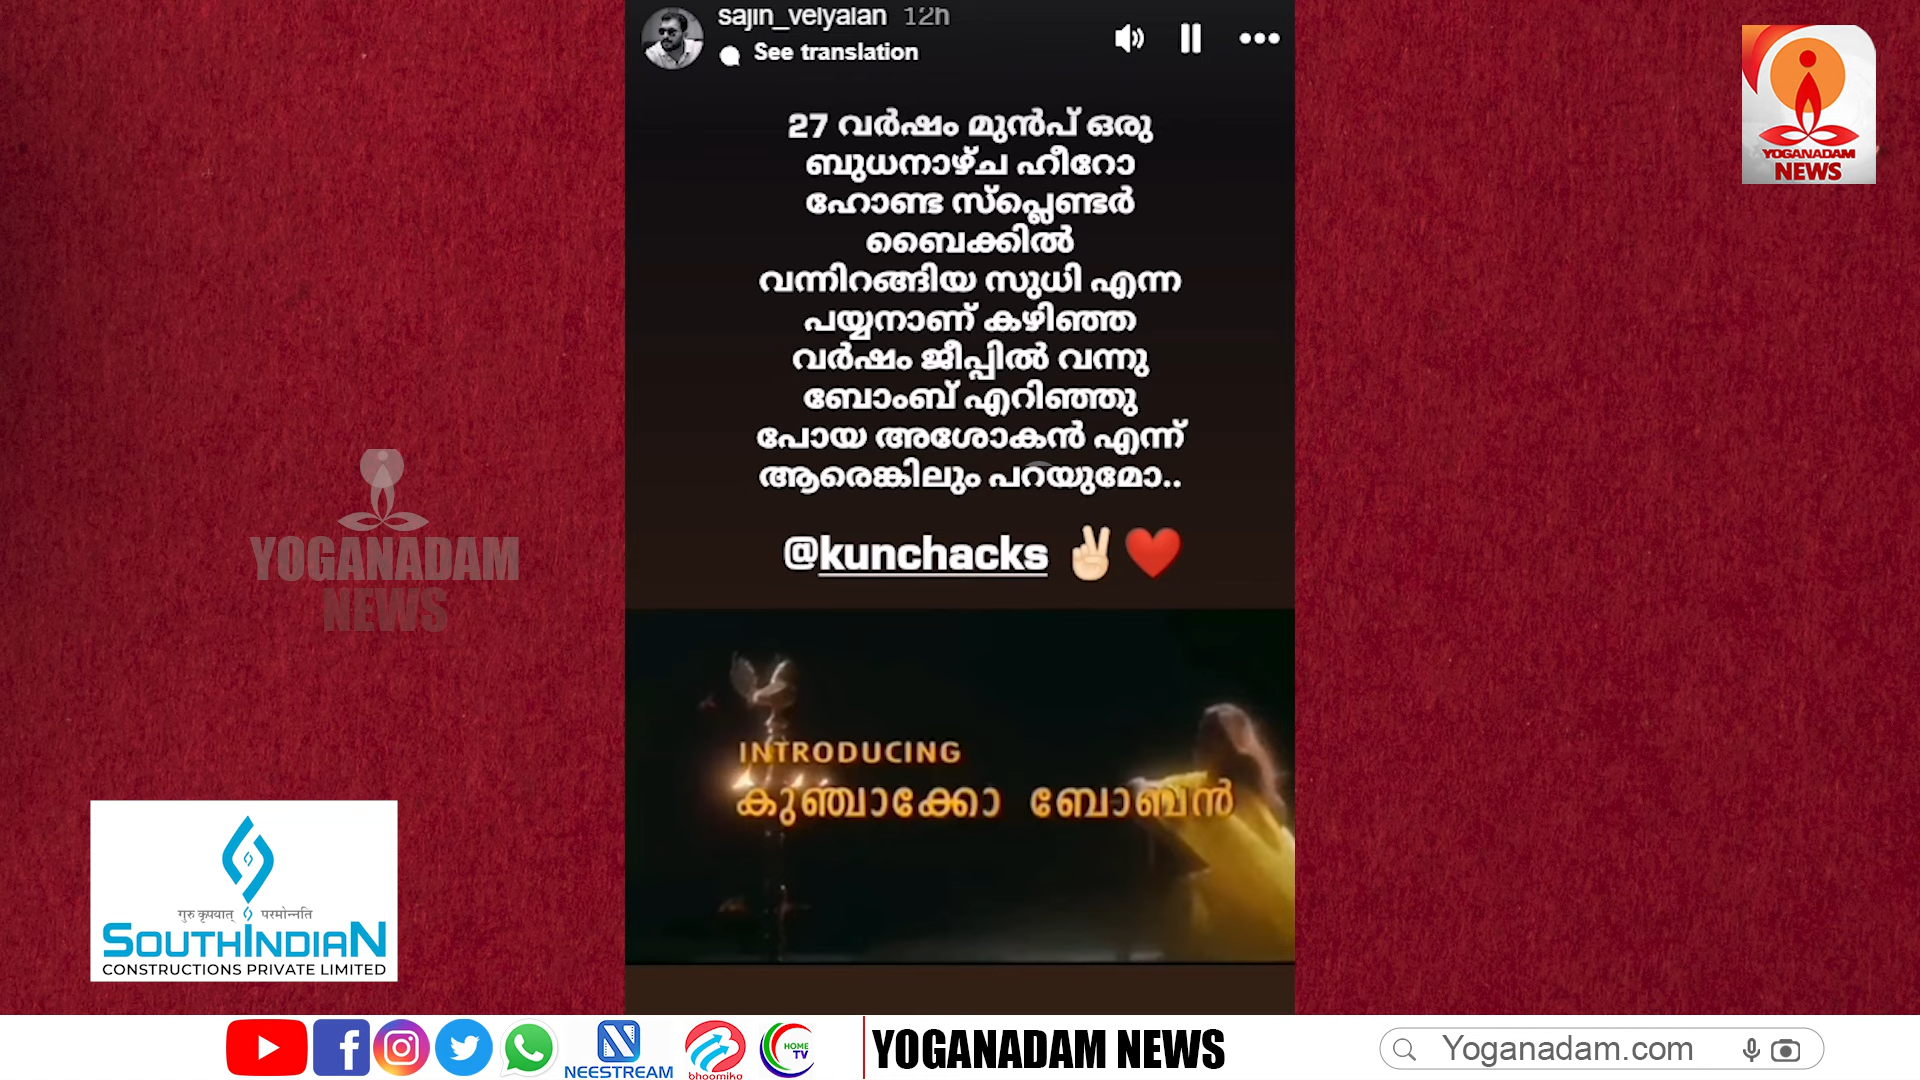 sajin_velyalan 12h
See translation
27 വർഷം മുൻപ് ഒരു
ബുധനാഴ്ച ഹീറോ
ഹോണ്ട സ്പ്ലെണ്ടർ
ബൈക്കിൽ
വന്നിറങ്ങിയ സുധി എന്ന
പയ്യനാണ് കഴിഞ്ഞ
വർഷം ജീപ്പിൽ വന്നു
ബോംബ് എറിഞ്ഞു
പോയ അശോകൻ എന്ന്
ആരെങ്കിലും പറയുമോ..
@kunchacks
INTRODUCING
കുഞ്ചാക്കോ ബോബൻ
YOGANADAM
NEWS
YOGANADAM
NEWS
गुरु कृपयात् परमोन्नति
SOUTHINDIAN
CONSTRUCTIONS PRIVATE LIMITED
NEESTREAM
bhoomika
HOME
TV
YOGANADAM NEWS
Yoganadam.com